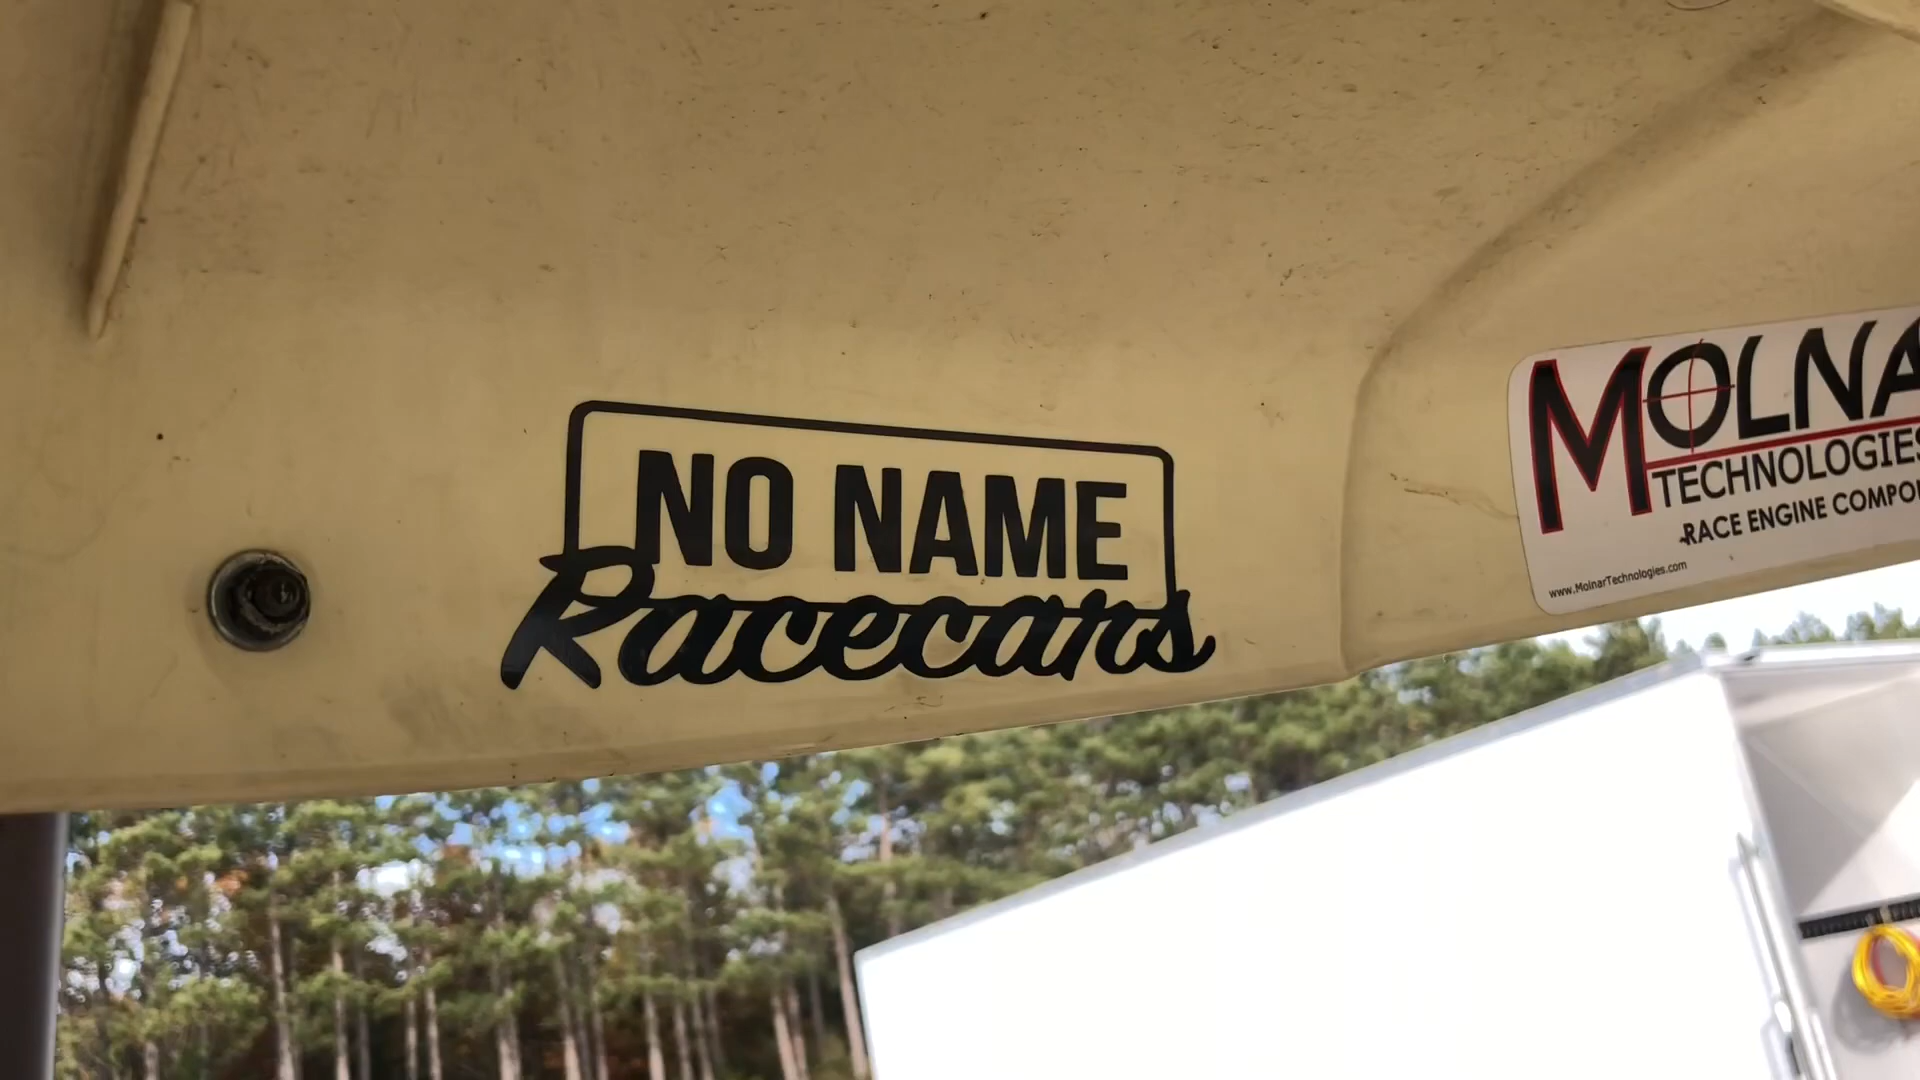 NO NAME
Racecars
MOLNA
TECHNOLOGIES
RACE ENGINE COMPO
www.MolnarTechnologies.com